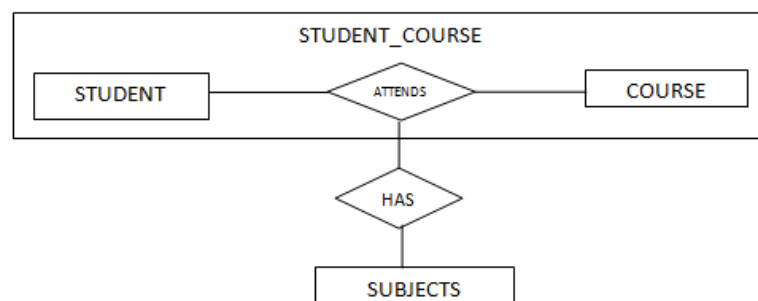 STUDENT_COURSE
STUDENT
ATTENDS
COURSE
HAS
SUBJECTS